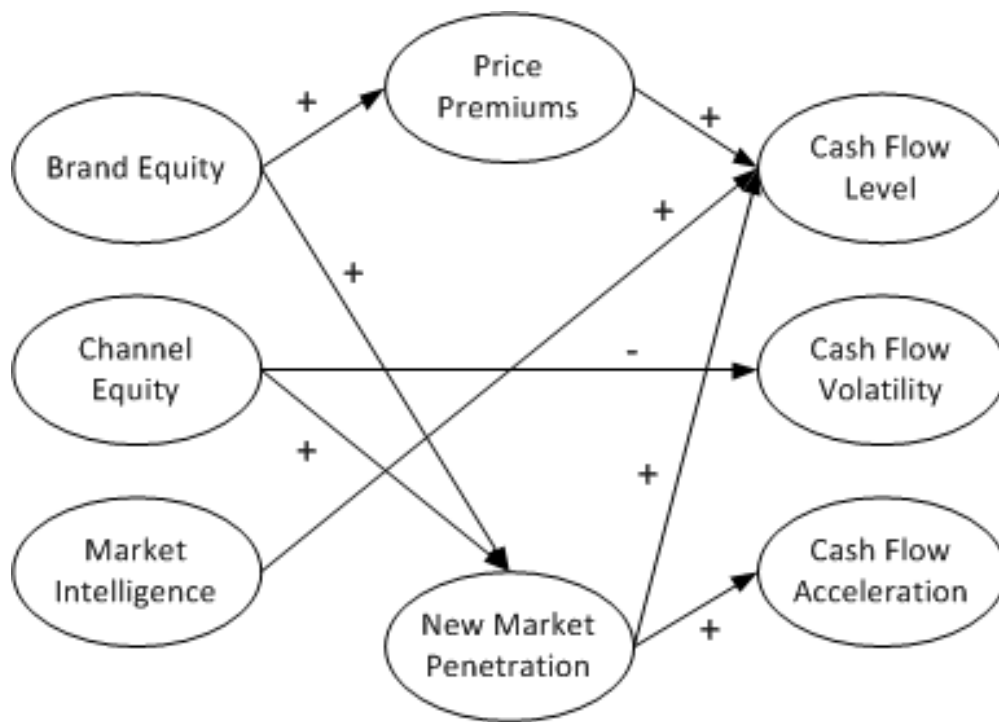 Price
Premiums
+
+
Brand Equity
Cash Flow
Level
+
+
Channel
Equity
-
Cash Flow
Volatility
+
+
Market
Intelligence
Cash Flow
Acceleration
New Market
Penetration
+